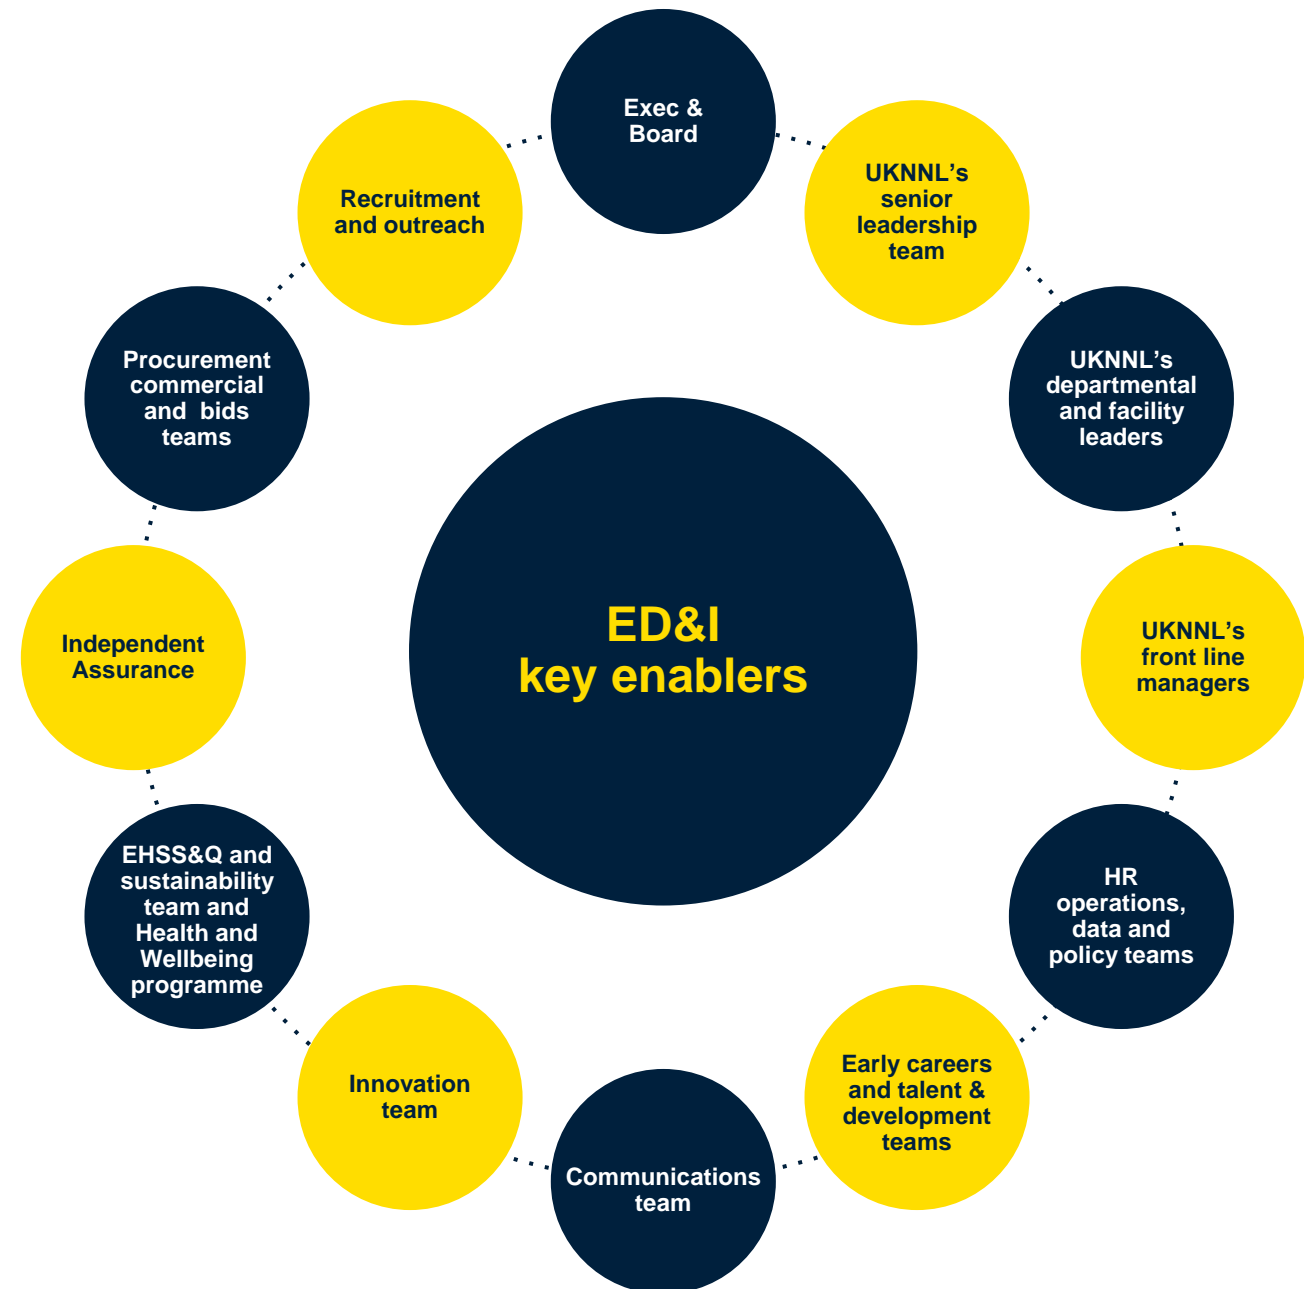 Exec &
Board
UKNNL’s
senior
leadership
team
UKNNL’s
departmental
and facility
leaders
UKNNL’s
front line
managers
HR
operations,
data and
policy teams
Early careers
and talent &
development
teams
Communications
team
Innovation
team
EHSS&Q and
sustainability
team and
Health and
Wellbeing
programme
Independent
Assurance
Procurement
commercial
and bids
teams
Recruitment
and outreach
ED&I
key enablers